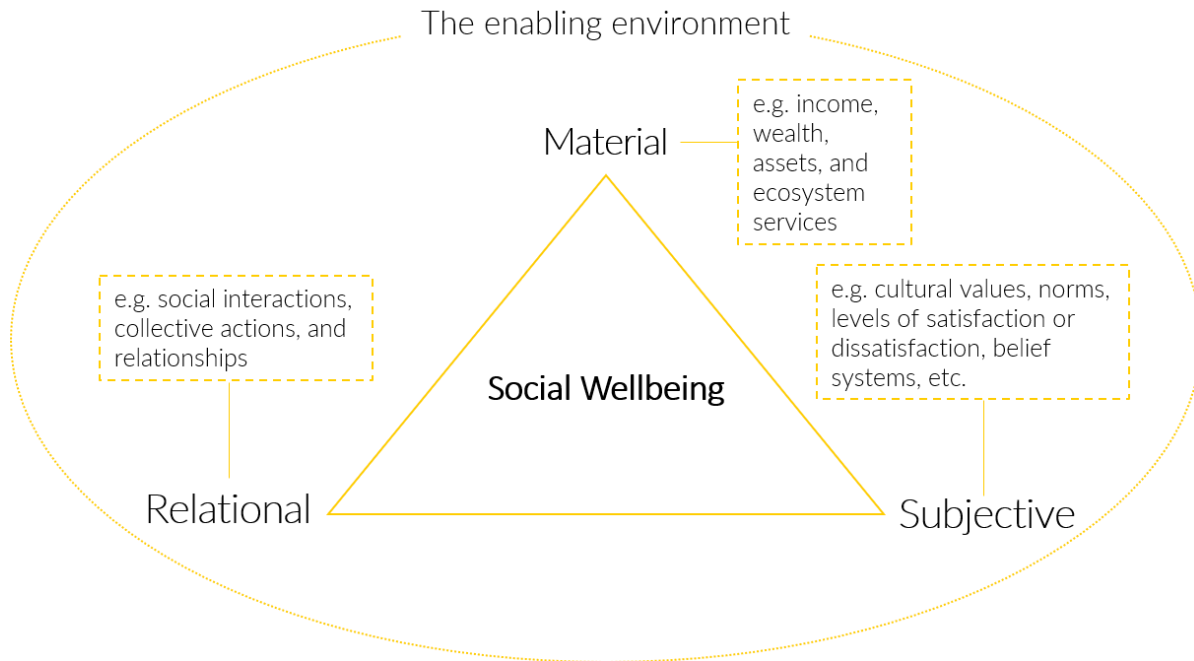 The enabling environment
Material
e.g. income,
wealth,
assets, and
ecosystem
services
e.g. social interactions,
collective actions, and
relationships
e.g. cultural values, norms,
levels of satisfaction or
dissatisfaction, belief
systems, etc.
Social Wellbeing
Relational
Subjective